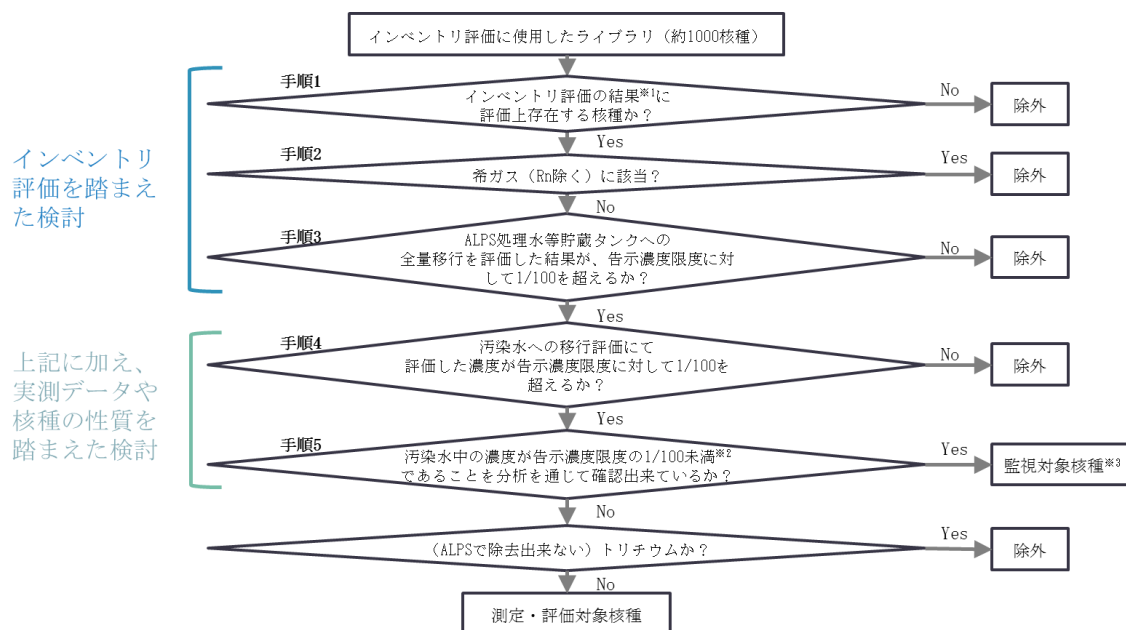 インベントリ評価に使用したライブラリ（約1000核種）
手順1
インベントリ評価の結果※1に
評価上存在する核種か？
No
除外
Yes
手順2
希ガス（Rn除く）に該当？
Yes
除外
No
インベントリ
評価を踏まえ
た検討
手順3
ALPS処理水等貯蔵タンクへの
全量移行を評価した結果が、告示濃度限度に対
して1/100を超えるか？
No
除外
Yes
手順4
汚染水への移行評価にて
評価した濃度が告示濃度限度に対して1/100を
超えるか？
No
除外
Yes
上記に加え、
実測データや
核種の性質を
踏まえた検討
手順5
汚染水中の濃度が告示濃度限度の1/100未満※2
であることを分析を通じて確認出来ているか？
Yes
監視対象核種※3
No
（ALPSで除去出来ない）トリチウムか？
Yes
除外
No
測定・評価対象核種